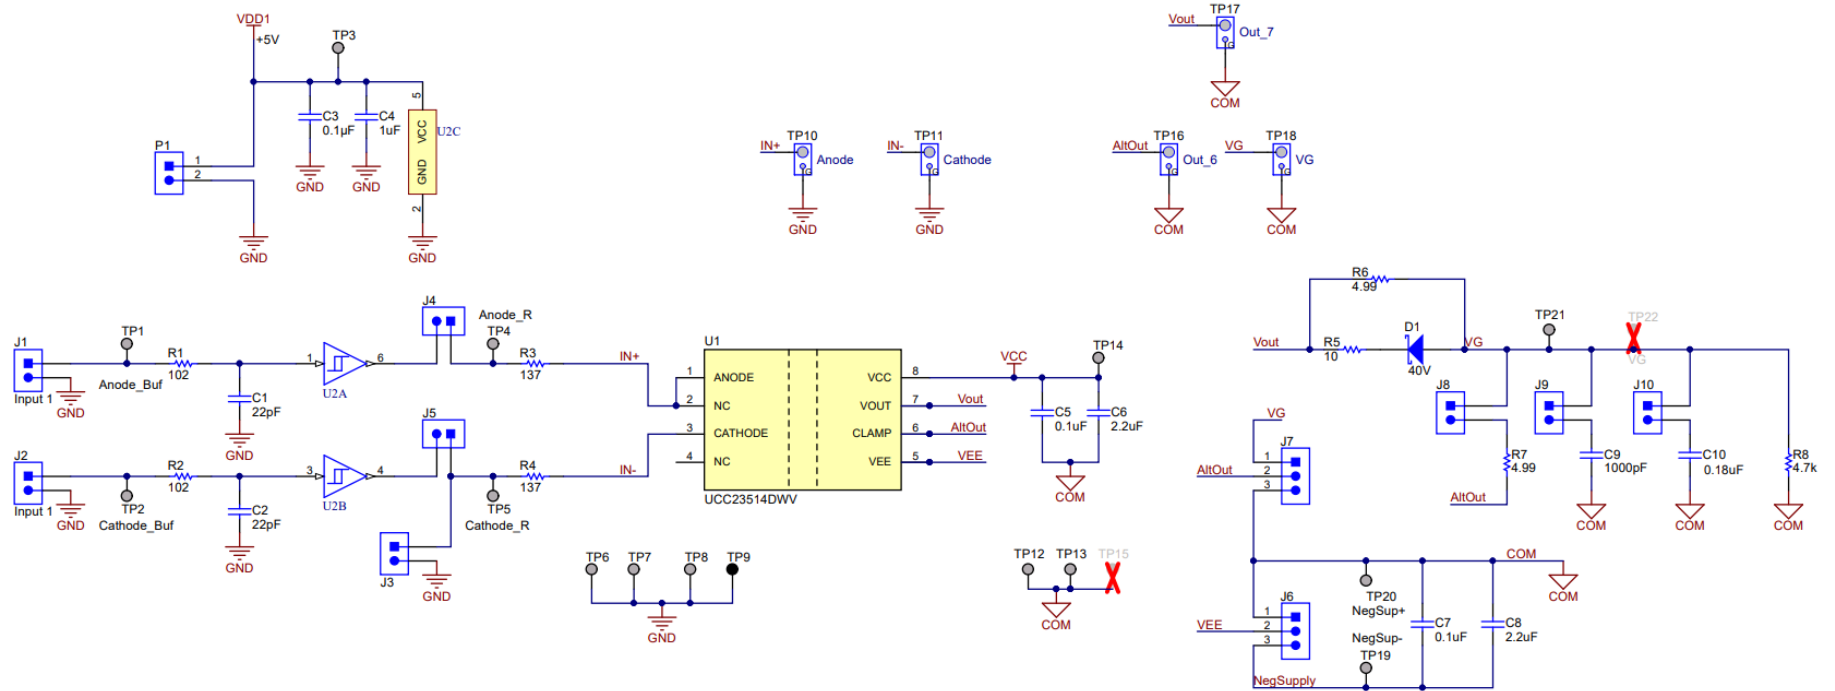 VDD1
+5V
TP3
5
C3
0.1µF
C4
1uF
VCC
GND
U2C
2
GND
GND
GND
GND
P1
1
2
TP17
Vout
G
Out_7
COM
TP10
IN+
G
Anode
GND
TP11
IN-
G
Cathode
GND
TP16
AltOut
G
Out_6
COM
TP18
VG
G
VG
COM
J1
Input 1
GND
TP1
Anode_Buf
R1
102
C1
22pF
GND
1
6
U2A
J4
Anode_R
TP4
R3
137
IN+
J2
Input 1
GND
TP2
Cathode_Buf
R2
102
C2
22pF
GND
3
4
U2B
J5
TP5
Cathode_R
R4
137
IN-
J3
GND
U1
1
ANODE
2
NC
3
CATHODE
4
NC
VCC
8
VOUT
7
CLAMP
6
VEE
5
UCC23514DWV
VCC
TP14
Vout
AltOut
VEE
C5
0.1uF
C6
2.2uF
COM
TP6
TP7
TP8
TP9
GND
TP12
TP13
TP15
COM
R6
4.99
Vout
R5
10
D1
40V
VG
TP21
TP22
VG
J8
J9
J10
R7
4.99
AltOut
C9
1000pF
COM
C10
0.18uF
COM
R8
4.7k
COM
VG
J7
AltOut
1
2
3
COM
COM
TP20
NegSup+
NegSup-
TP19
C7
0.1uF
C8
2.2uF
J6
VEE
1
2
3
NegSupply